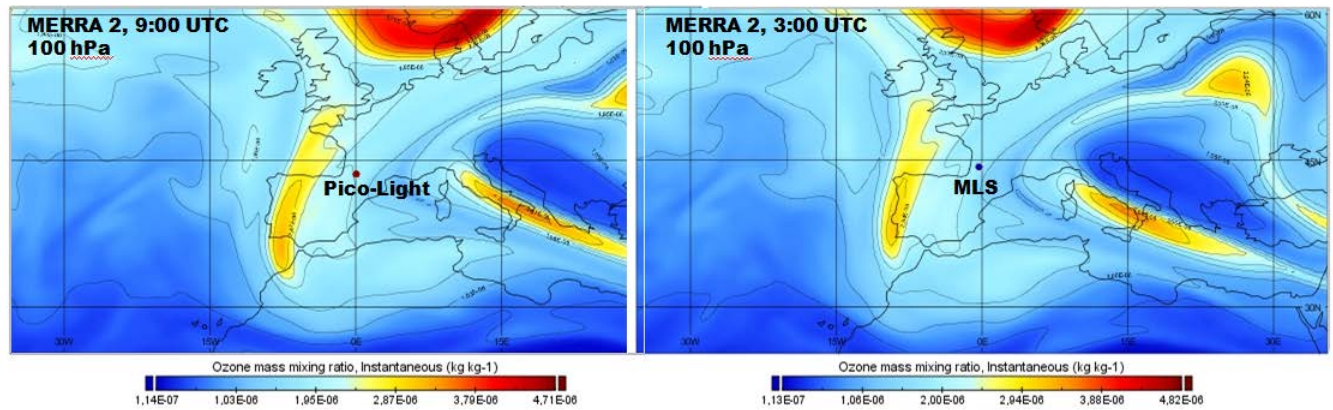 MERRA 2, 9:00 UTC
100 hPa
Pico-Light
30W
15W
0E
15E
Ozone mass mixing ratio, Instantaneous (kg kg-1)
1,14E-07 1,03E-06 1,95E-06 2,87E-06 3,79E-06 4,71E-06
MERRA 2, 3:00 UTC
100 hPa
MLS
60N
45N
30N
30W
15W
0E
15E
30E
Ozone mass mixing ratio, Instantaneous (kg kg-1)
1,13E-07 1,06E-06 2,00E-06 2,94E-06 3,88E-06 4,82E-06